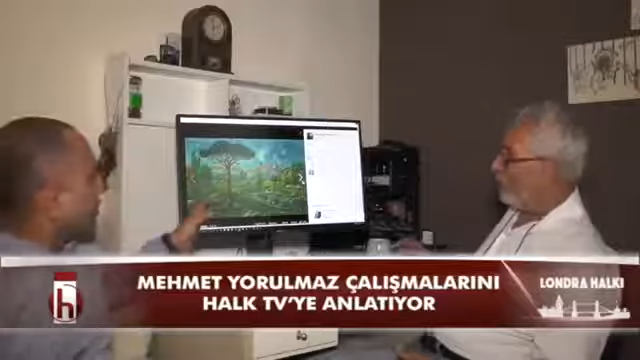 MEHMET YORULMAZ ÇALIŞMALARINI
HALK TV'YE ANLATIYOR
LONDRA HALKI
h